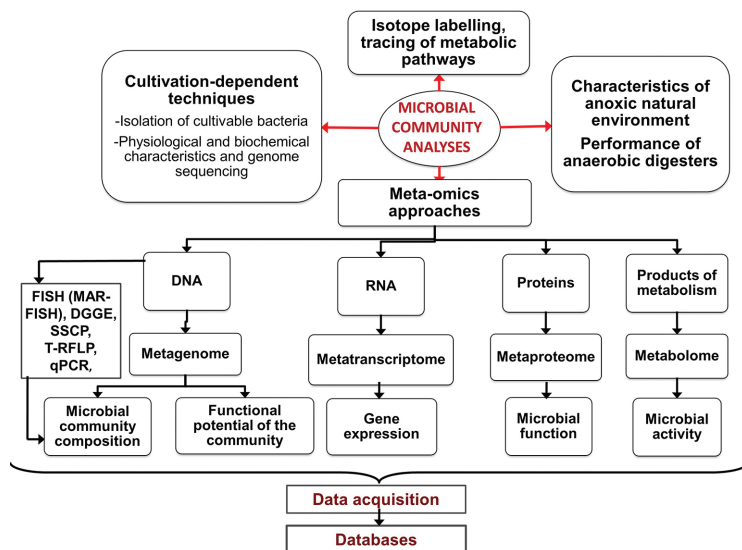 Isotope labelling,
tracing of metabolic
pathways
Cultivation-dependent
techniques
-Isolation of cultivable bacteria
-Physiological and biochemical
characteristics and genome
sequencing
MICROBIAL
COMMUNITY
ANALYSES
Characteristics of
anoxic natural
environment
Performance of
anaerobic digesters
Meta-omics
approaches
DNA
RNA
Proteins
Products of
metabolism
FISH (MAR-
FISH), DGGE,
SSCP,
T-RFLP,
qPCR,
Metagenome
Metatranscriptome
Metaproteome
Metabolome
Microbial
community
composition
Functional
potential of the
community
Gene
expression
Microbial
function
Microbial
activity
Data acquisition
Databases